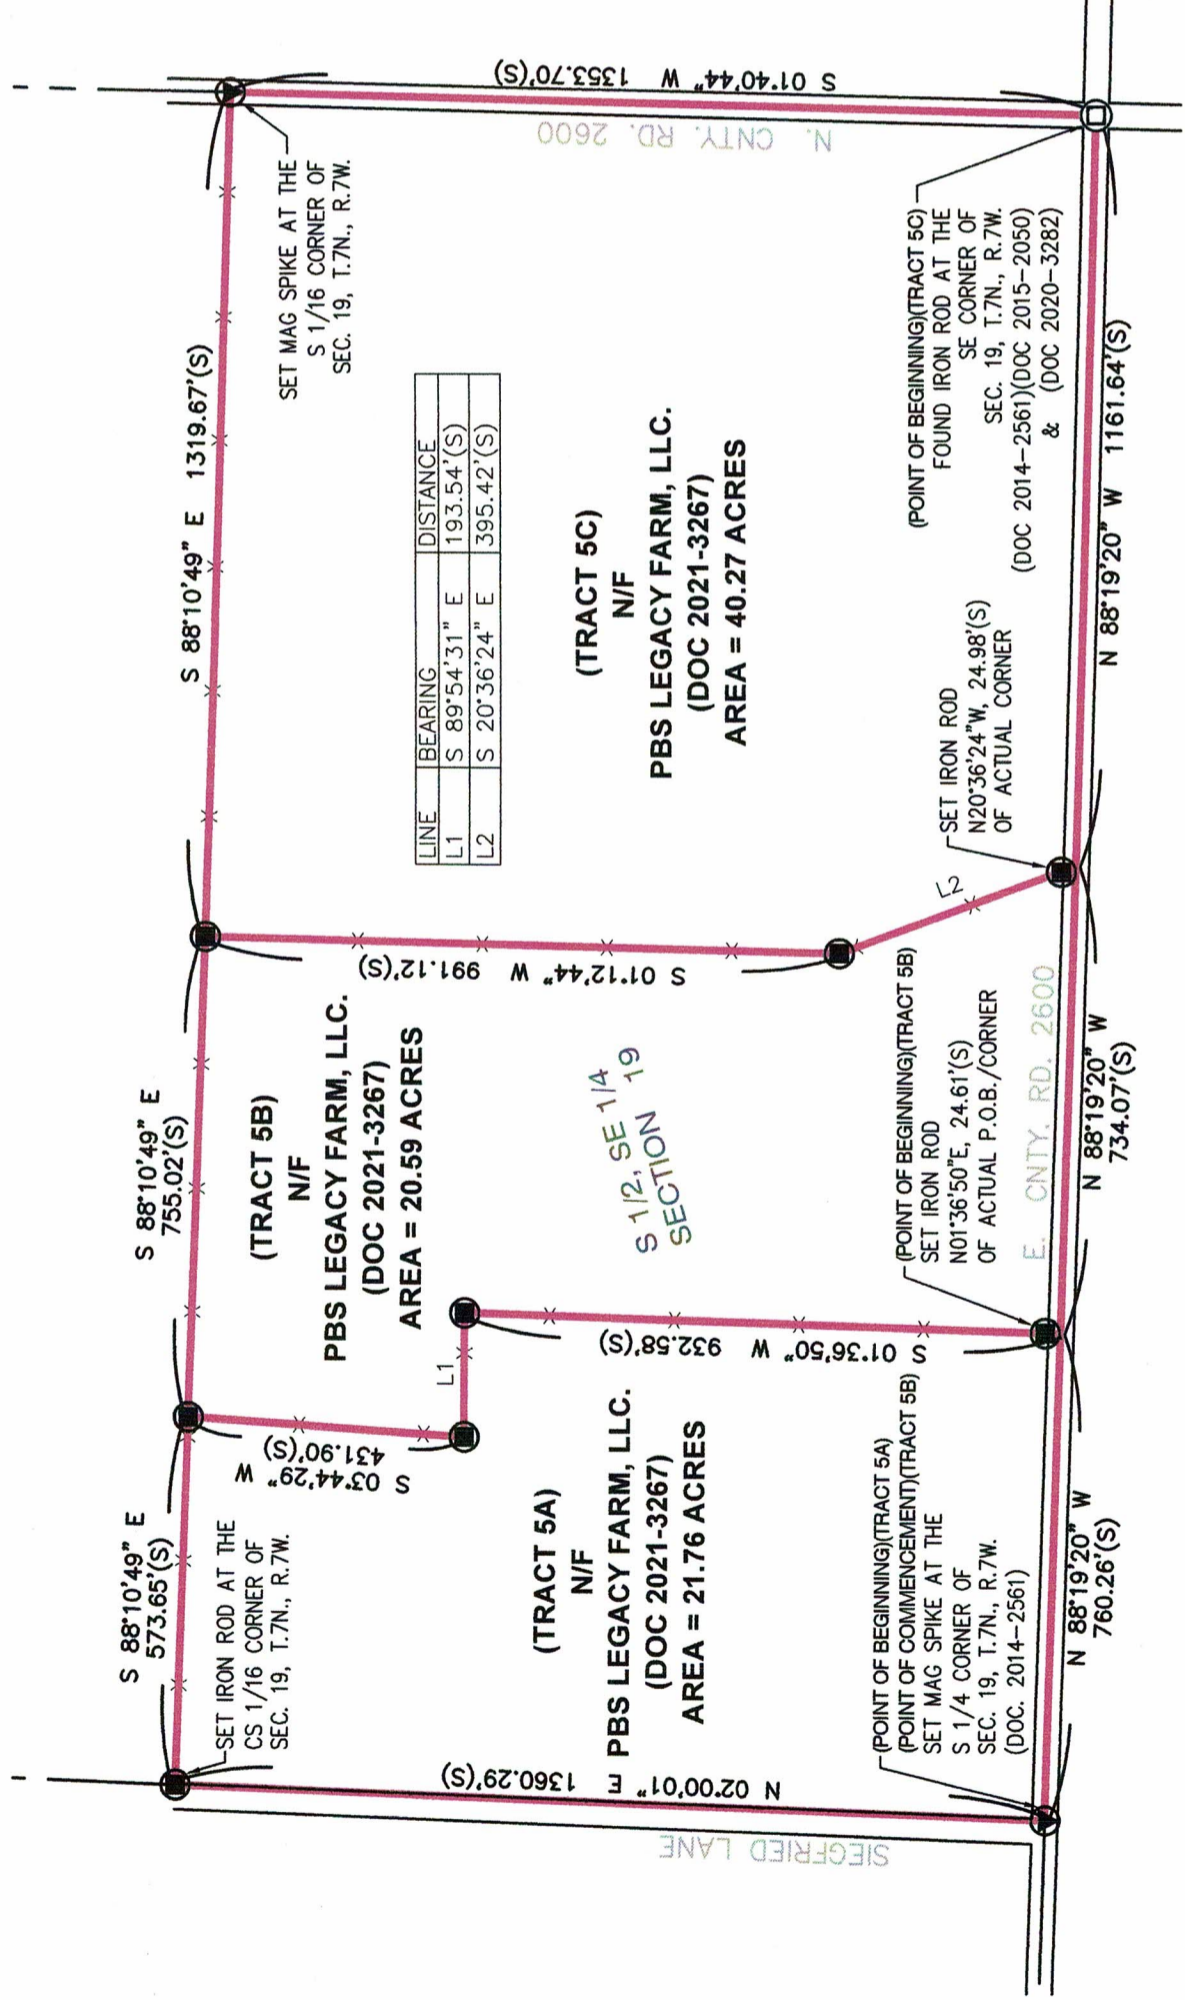 S 88°10'49" E
573.65'(S)
S 88°10'49" E
755.02'(S)
S 88°10'49" E 1319.67'(S)
SET IRON ROD AT THE
CS 1/16 CORNER OF
SEC. 19, T.7N., R.7W.
SET MAG SPIKE AT THE
S 1/16 CORNER OF
SEC. 19, T.7N., R.7W.
S 03°44'29" W
431.90'(S)
L1
(TRACT 5B)
N/F
PBS LEGACY FARM, LLC.
(DOC 2021-3267)
AREA = 20.59 ACRES
S 01°12'44" W 991.12'(S)
LINE BEARING DISTANCE
L1 S 89°54'31" E 193.54'(S)
L2 S 20°36'24" E 395.42'(S)
S 01°40'44" W 1353.70'(S)
N. CNTY. RD. 2600
SIEGFRIED LANE
N 02°00'01" E 1360.29'(S)
(TRACT 5A)
N/F
PBS LEGACY FARM, LLC.
(DOC 2021-3267)
AREA = 21.76 ACRES
S 01°36'50" W 932.58'(S)
S 1/2, SE 1/4
SECTION 19
(TRACT 5C)
N/F
PBS LEGACY FARM, LLC.
(DOC 2021-3267)
AREA = 40.27 ACRES
L2
(POINT OF BEGINNING)(TRACT 5A)
(POINT OF COMMENCEMENT)(TRACT 5B)
SET MAG SPIKE AT THE
S 1/4 CORNER OF
SEC. 19, T.7N., R.7W.
(DOC. 2014-2561)
(POINT OF BEGINNING)(TRACT 5B)
SET IRON ROD
N01°36'50"E, 24.61'(S)
OF ACTUAL P.O.B./CORNER
SET IRON ROD
N20°36'24"W, 24.98'(S)
OF ACTUAL CORNER
(POINT OF BEGINNING)(TRACT 5C)
FOUND IRON ROD AT THE
SE CORNER OF
SEC. 19, T.7N., R.7W.
(DOC 2014-2561)(DOC 2015-2050)
& (DOC 2020-3282)
E. CNTY. RD. 2600
N 88°19'20" W
760.26'(S)
N 88°19'20" W
734.07'(S)
N 88°19'20" W 1161.64'(S)